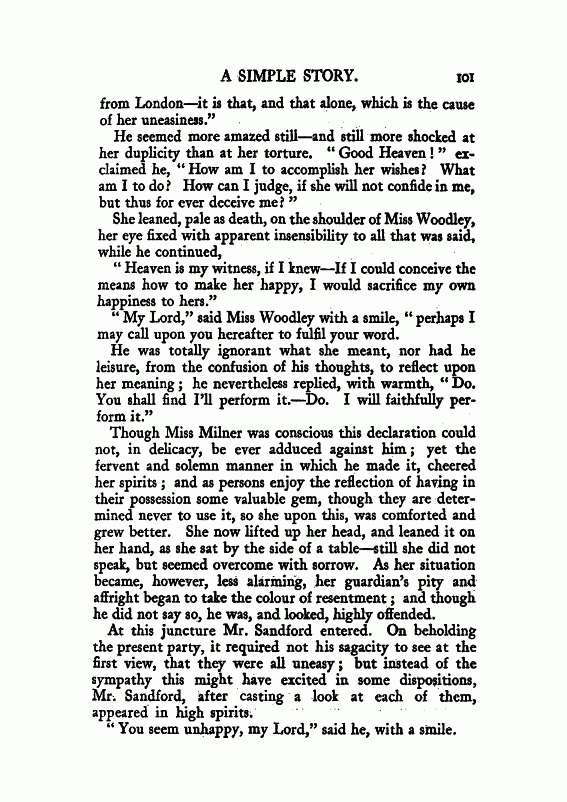 A SIMPLE STORY. 101
from London—it is that, and that alone, which is the cause
of her uneasiness.”
He seemed more amazed still—and still more shocked at
her duplicity than at her torture. “ Good Heaven ! ” ex-
claimed he, “ How am I to accomplish her wishes? What
am I to do? How can I judge, if she will not confide in me,
but thus for ever deceive me? ”
She leaned, pale as death, on the shoulder of Miss Woodley,
her eye fixed with apparent insensibility to all that was said,
while he continued,
“ Heaven is my witness, if I knew—If I could conceive the
means how to make her happy, I would sacrifice my own
happiness to hers.”
“ My Lord,” said Miss Woodley with a smile, “ perhaps I
may call upon you hereafter to fulfil your word.
He was totally ignorant what she meant, nor had he
leisure, from the confusion of his thoughts, to reflect upon
her meaning ; he nevertheless replied, with warmth, “ Do.
You shall find I’ll perform it.—Do. I will faithfully per-
form it.”
Though Miss Milner was conscious this declaration could
not, in delicacy, be ever adduced against him ; yet the
fervent and solemn manner in which he made it, cheered
her spirits ; and as persons enjoy the reflection of having in
their possession some valuable gem, though they are deter-
mined never to use it, so she upon this, was comforted and
grew better. She now lifted up her head, and leaned it on
her hand, as she sat by the side of a table—still she did not
speak, but seemed overcome with sorrow. As her situation
became, however, less alarming, her guardian’s pity and
affright began to take the colour of resentment ; and though
he did not say so, he was, and looked, highly offended.
At this juncture Mr. Sandford entered. On beholding
the present party, it required not his sagacity to see at the
first view, that they were all uneasy ; but instead of the
sympathy this might have excited in some dispositions,
Mr. Sandford, after casting a look at each of them,
appeared in high spirits.
“ You seem unhappy, my Lord,” said he, with a smile.